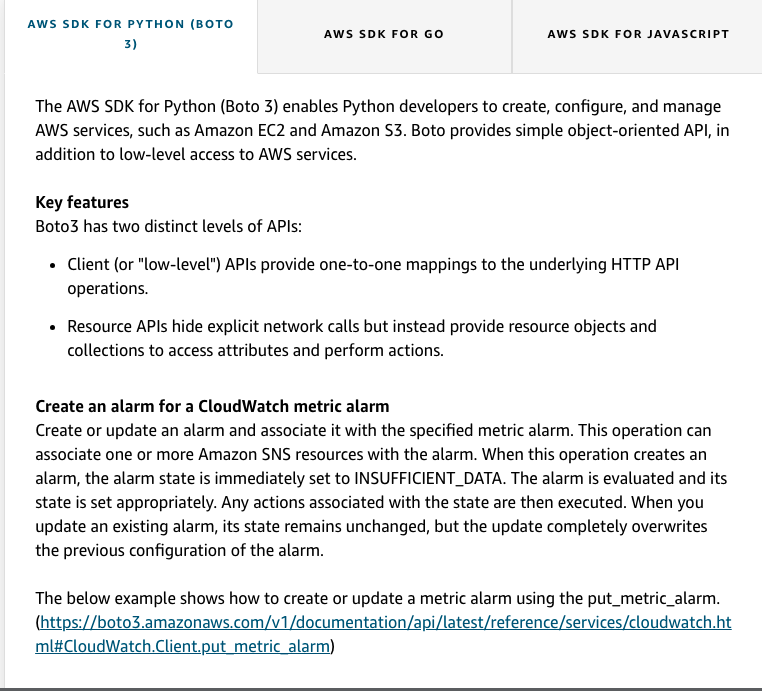 AWS SDK FOR PYTHON (BOTO
3)
AWS SDK FOR GO
AWS SDK FOR JAVASCRIPT
The AWS SDK for Python (Boto 3) enables Python developers to create, configure, and manage
AWS services, such as Amazon EC2 and Amazon S3. Boto provides simple object-oriented API, in
addition to low-level access to AWS services.
Key features
Boto3 has two distinct levels of APIs:
• Client (or "low-level") APIs provide one-to-one mappings to the underlying HTTP API
operations.
• Resource APIs hide explicit network calls but instead provide resource objects and
collections to access attributes and perform actions.
Create an alarm for a CloudWatch metric alarm
Create or update an alarm and associate it with the specified metric alarm. This operation can
associate one or more Amazon SNS resources with the alarm. When this operation creates an
alarm, the alarm state is immediately set to INSUFFICIENT_DATA. The alarm is evaluated and its
state is set appropriately. Any actions associated with the state are then executed. When you
update an existing alarm, its state remains unchanged, but the update completely overwrites
the previous configuration of the alarm.
The below example shows how to create or update a metric alarm using the put_metric_alarm.
(https://boto3.amazonaws.com/v1/documentation/api/latest/reference/services/cloudwatch.ht
ml#CloudWatch.Client.put_metric_alarm)